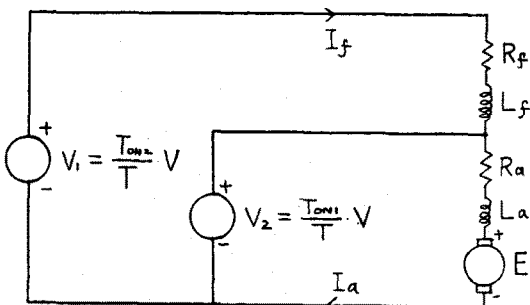 I_f
R_f
L_f
+
V₁ = T_ON2/T · V
-
+
V₂ = T_ON1/T · V
-
R_a
L_a
+
E
-
I_a